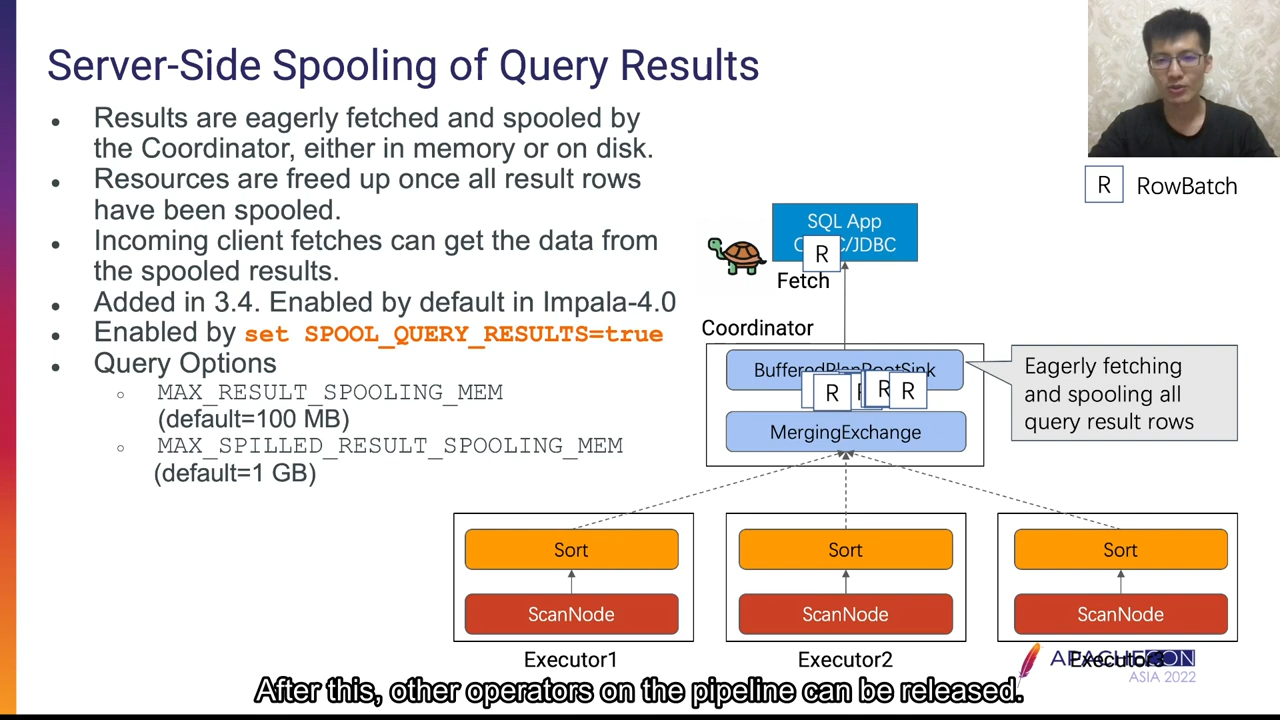 Server-Side Spooling of Query Results
Results are eagerly fetched and spooled by
the Coordinator, either in memory or on disk.
Resources are freed up once all result rows
have been spooled.
Incoming client fetches can get the data from
the spooled results.
Added in 3.4. Enabled by default in Impala-4.0
Enabled by set SPOOL_QUERY_RESULTS=true
Query Options
MAX_RESULT_SPOOLING_MEM
(default=100 MB)
MAX_SPILLED_RESULT_SPOOLING_MEM
(default=1 GB)
R RowBatch
SQL App
R
Fetch
Coordinator
BufferedPlanRootSink
R R R R
MergingExchange
Eagerly fetching
and spooling all
query result rows
Sort
ScanNode
Executor1
Sort
ScanNode
Executor2
Sort
ScanNode
Executor3
APACHECON
ASIA 2022
After this, other operators on the pipeline can be released.